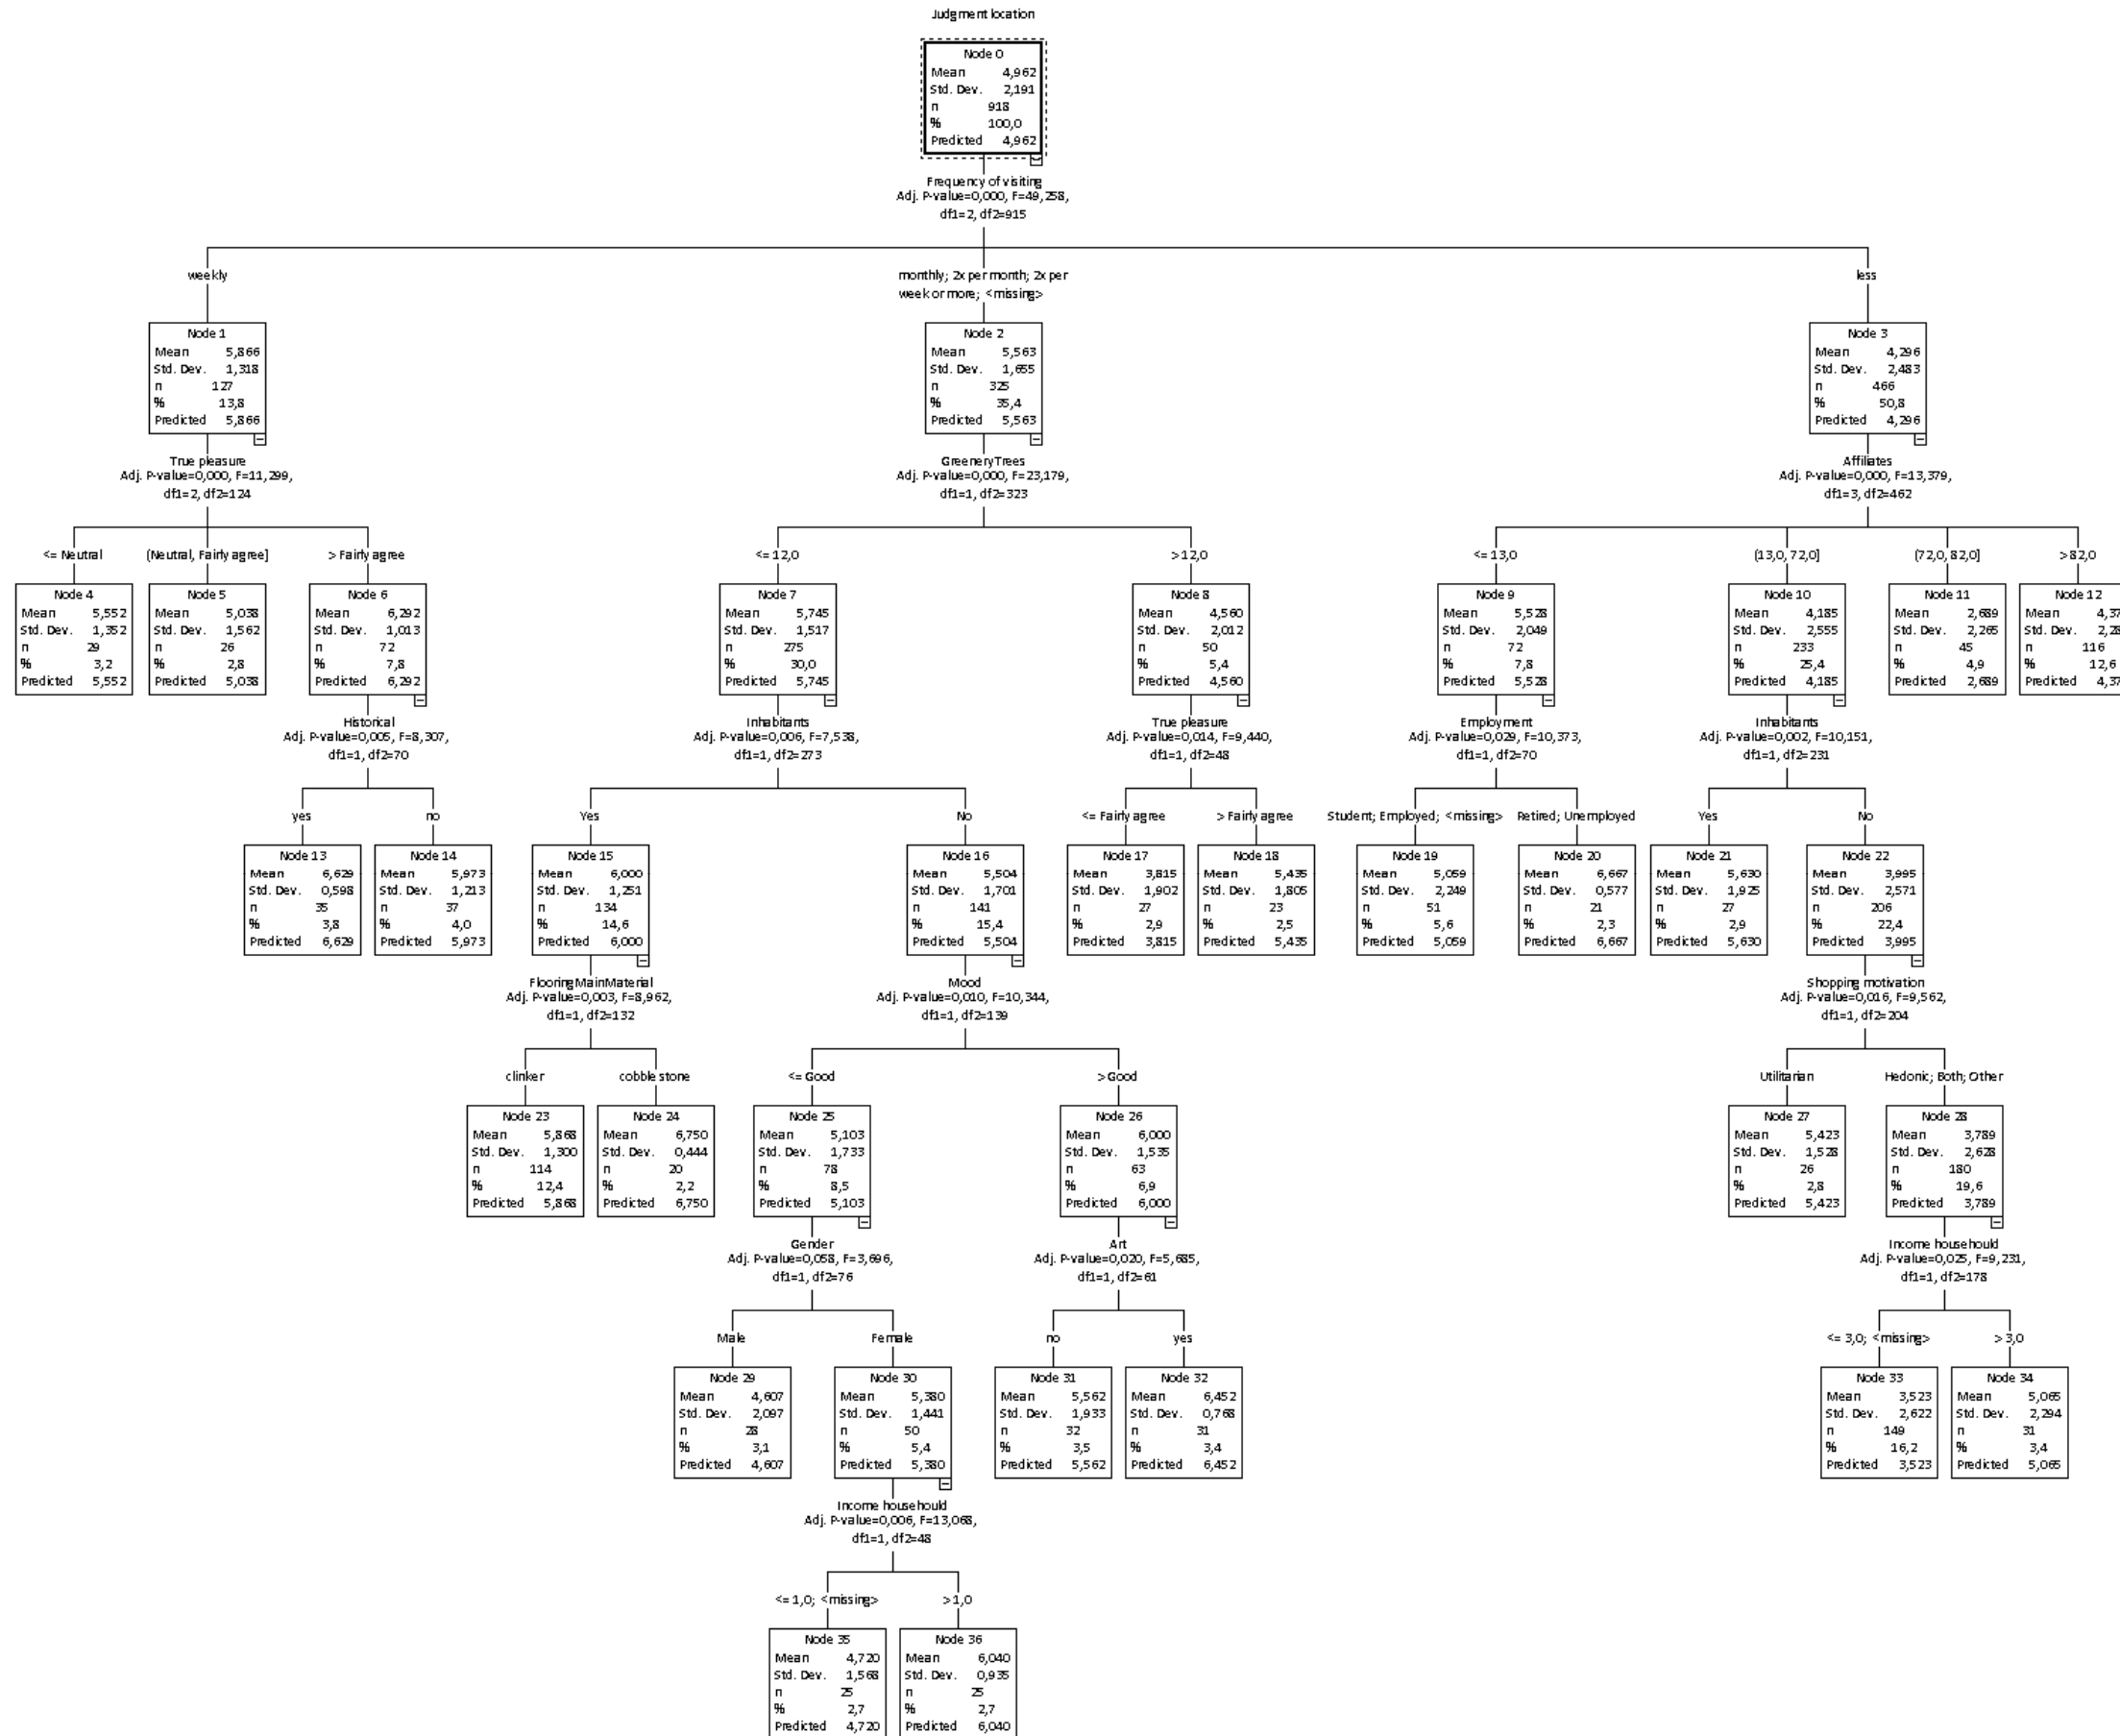 Judgment location
Node 0
Mean 4,962
Std. Dev. 2,191
n 918
% 100,0
Predicted 4,962
Frequency of visiting
Adj. P-value=0,000, F=49,258,
df1=2, df2=915
weekly
monthly; 2x per month; 2x per
week or more; <missing>
less
Node 1
Mean 5,866
Std. Dev. 1,318
n 127
% 13,8
Predicted 5,866
True pleasure
Adj. P-value=0,000, F=11,299,
df1=2, df2=124
Node 2
Mean 5,563
Std. Dev. 1,655
n 325
% 35,4
Predicted 5,563
GreeneryTrees
Adj. P-value=0,000, F=23,179,
df1=1, df2=323
Node 3
Mean 4,296
Std. Dev. 2,483
n 466
% 50,8
Predicted 4,296
Affiliates
Adj. P-value=0,000, F=13,379,
df1=3, df2=462
<= Neutral
(Neutral, Fairly agree]
> Fairly agree
<= 12,0
>12,0
<= 13,0
(13,0, 72,0]
(72,0, 82,0]
>82,0
Node 4
Mean 5,552
Std. Dev. 1,352
n 29
% 3,2
Predicted 5,552
Node 5
Mean 5,038
Std. Dev. 1,562
n 26
% 2,8
Predicted 5,038
Node 6
Mean 6,292
Std. Dev. 1,013
n 72
% 7,8
Predicted 6,292
Historical
Adj. P-value=0,005, F=8,307,
df1=1, df2=70
Node 7
Mean 5,745
Std. Dev. 1,517
n 275
% 30,0
Predicted 5,745
Inhabitants
Adj. P-value=0,006, F=7,538,
df1=1, df2=273
Node 8
Mean 4,560
Std. Dev. 2,012
n 50
% 5,4
Predicted 4,560
True pleasure
Adj. P-value=0,014, F=9,440,
df1=1, df2=48
Node 9
Mean 5,528
Std. Dev. 2,049
n 72
% 7,8
Predicted 5,528
Employment
Adj. P-value=0,029, F=10,373,
df1=1, df2=70
Node 10
Mean 4,185
Std. Dev. 2,555
n 233
% 25,4
Predicted 4,185
Inhabitants
Adj. P-value=0,002, F=10,151,
df1=1, df2=231
Node 11
Mean 2,689
Std. Dev. 2,265
n 45
% 4,9
Predicted 2,689
Node 12
Mean 4,37
Std. Dev. 2,28
n 116
% 12,6
Predicted 4,37
yes
no
Yes
No
<= Fairly agree
> Fairly agree
Student; Employed; <missing>
Retired; Unemployed
Yes
No
Node 13
Mean 6,629
Std. Dev. 0,598
n 35
% 3,8
Predicted 6,629
Node 14
Mean 5,973
Std. Dev. 1,213
n 37
% 4,0
Predicted 5,973
Node 15
Mean 6,000
Std. Dev. 1,251
n 134
% 14,6
Predicted 6,000
FlooringMainMaterial
Adj. P-value=0,003, F=8,962,
df1=1, df2=132
Node 16
Mean 5,504
Std. Dev. 1,701
n 141
% 15,4
Predicted 5,504
Mood
Adj. P-value=0,010, F=10,344,
df1=1, df2=139
Node 17
Mean 3,815
Std. Dev. 1,902
n 27
% 2,9
Predicted 3,815
Node 18
Mean 5,435
Std. Dev. 1,805
n 23
% 2,5
Predicted 5,435
Node 19
Mean 5,059
Std. Dev. 2,249
n 51
% 5,6
Predicted 5,059
Node 20
Mean 6,667
Std. Dev. 0,577
n 21
% 2,3
Predicted 6,667
Node 21
Mean 5,630
Std. Dev. 1,925
n 27
% 2,9
Predicted 5,630
Node 22
Mean 3,995
Std. Dev. 2,571
n 206
% 22,4
Predicted 3,995
Shopping motivation
Adj. P-value=0,016, F=9,562,
df1=1, df2=204
clinker
cobble stone
<= Good
>Good
Utilitarian
Hedonic; Both; Other
Node 23
Mean 5,868
Std. Dev. 1,300
n 114
% 12,4
Predicted 5,868
Node 24
Mean 6,750
Std. Dev. 0,444
n 20
% 2,2
Predicted 6,750
Node 25
Mean 5,103
Std. Dev. 1,733
n 78
% 8,5
Predicted 5,103
Gender
Adj. P-value=0,058, F=3,696,
df1=1, df2=76
Node 26
Mean 6,000
Std. Dev. 1,535
n 63
% 6,9
Predicted 6,000
Art
Adj. P-value=0,020, F=5,685,
df1=1, df2=61
Node 27
Mean 5,423
Std. Dev. 1,528
n 26
% 2,8
Predicted 5,423
Node 28
Mean 3,789
Std. Dev. 2,628
n 180
% 19,6
Predicted 3,789
Income househould
Adj. P-value=0,025, F=9,231,
df1=1, df2=178
Male
Female
no
yes
<= 3,0; <missing>
>3,0
Node 29
Mean 4,607
Std. Dev. 2,097
n 28
% 3,1
Predicted 4,607
Node 30
Mean 5,380
Std. Dev. 1,441
n 50
% 5,4
Predicted 5,380
Income househould
Adj. P-value=0,006, F=13,068,
df1=1, df2=48
Node 31
Mean 5,562
Std. Dev. 1,933
n 32
% 3,5
Predicted 5,562
Node 32
Mean 6,452
Std. Dev. 0,768
n 31
% 3,4
Predicted 6,452
Node 33
Mean 3,523
Std. Dev. 2,622
n 149
% 16,2
Predicted 3,523
Node 34
Mean 5,065
Std. Dev. 2,294
n 31
% 3,4
Predicted 5,065
<= 1,0; <missing>
>1,0
Node 35
Mean 4,720
Std. Dev. 1,568
n 25
% 2,7
Predicted 4,720
Node 36
Mean 6,040
Std. Dev. 0,935
n 25
% 2,7
Predicted 6,040